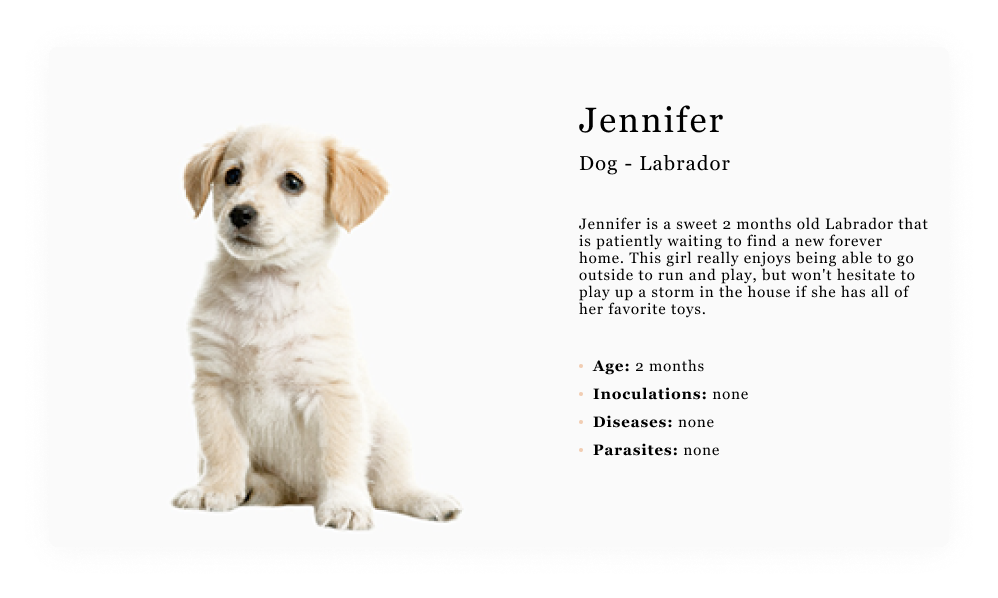 Jennifer
Dog - Labrador
Jennifer is a sweet 2 months old Labrador that
is patiently waiting to find a new forever
home. This girl really enjoys being able to go
outside to run and play, but won't hesitate to
play up a storm in the house if she has all of
her favorite toys.
• Age: 2 months
• Inoculations: none
• Diseases: none
• Parasites: none